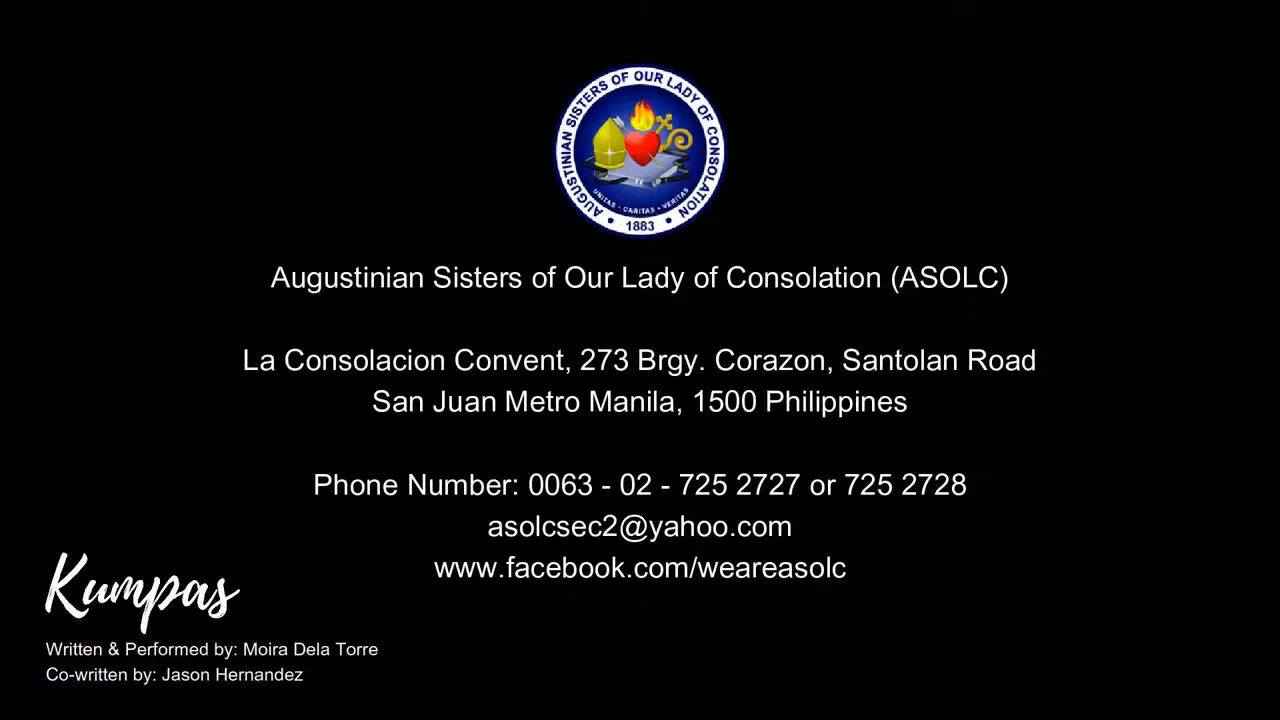 AUGUSTINIAN SISTERS OF OUR LADY OF CONSOLATION
UNITAS • CARITAS • VERITAS
• 1883 •
Augustinian Sisters of Our Lady of Consolation (ASOLC)
La Consolacion Convent, 273 Brgy. Corazon, Santolan Road
San Juan Metro Manila, 1500 Philippines
Phone Number: 0063 - 02 - 725 2727 or 725 2728
asolcsec2@yahoo.com
www.facebook.com/weareasolc
Kumpas
Written & Performed by: Moira Dela Torre
Co-written by: Jason Hernandez